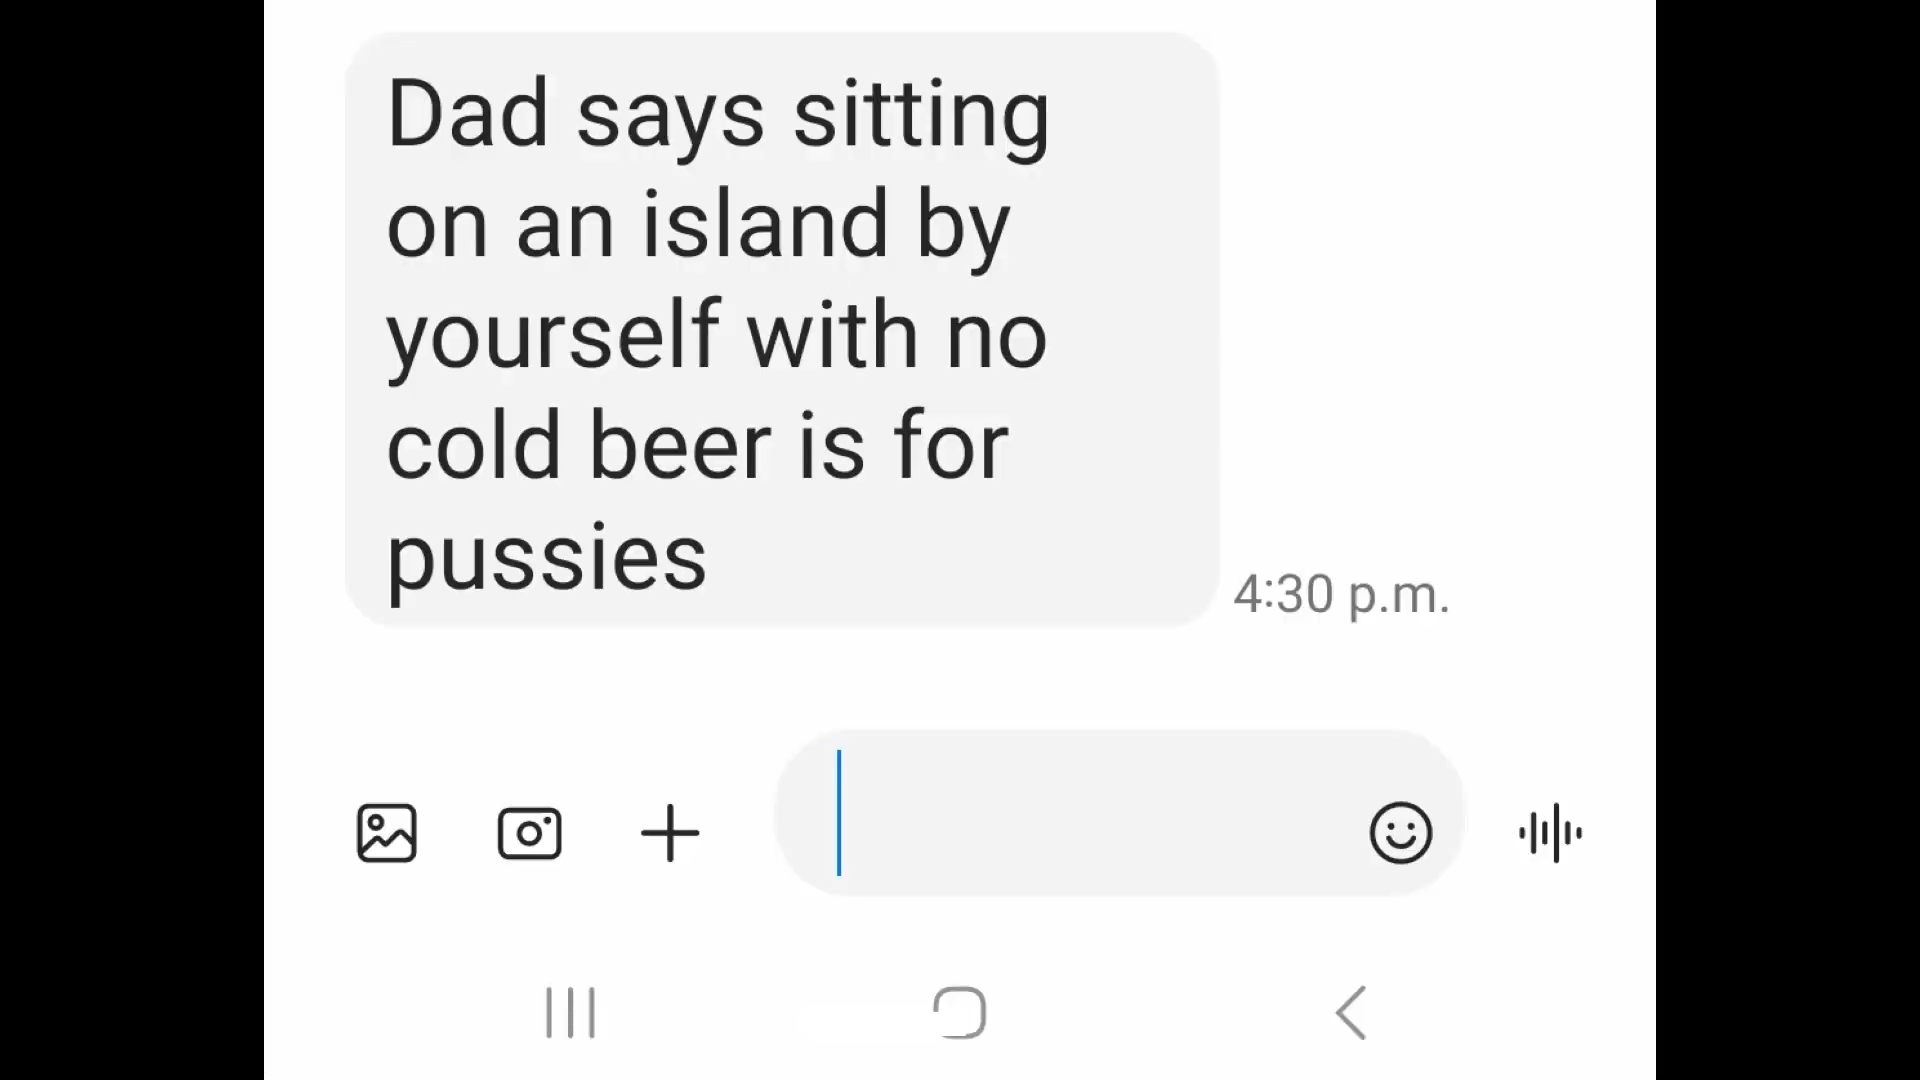 Dad says sitting
on an island by
yourself with no
cold beer is for
pussies
4:30 p.m.